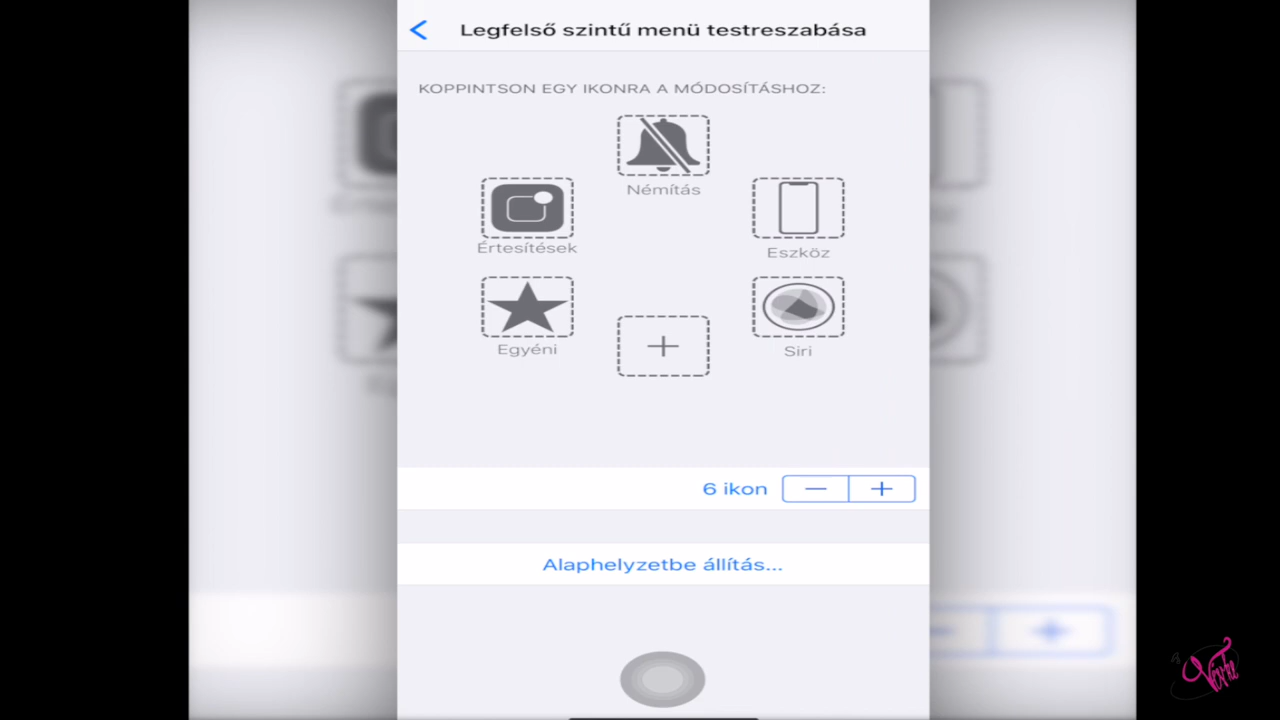 Legfelső szintű menü testreszabása
KOPPINTSON EGY IKONRA A MÓDOSÍTÁSHOZ:
Némítás
Értesítések
Eszköz
Egyéni
Siri
6 ikon
Alaphelyzetbe állítás...